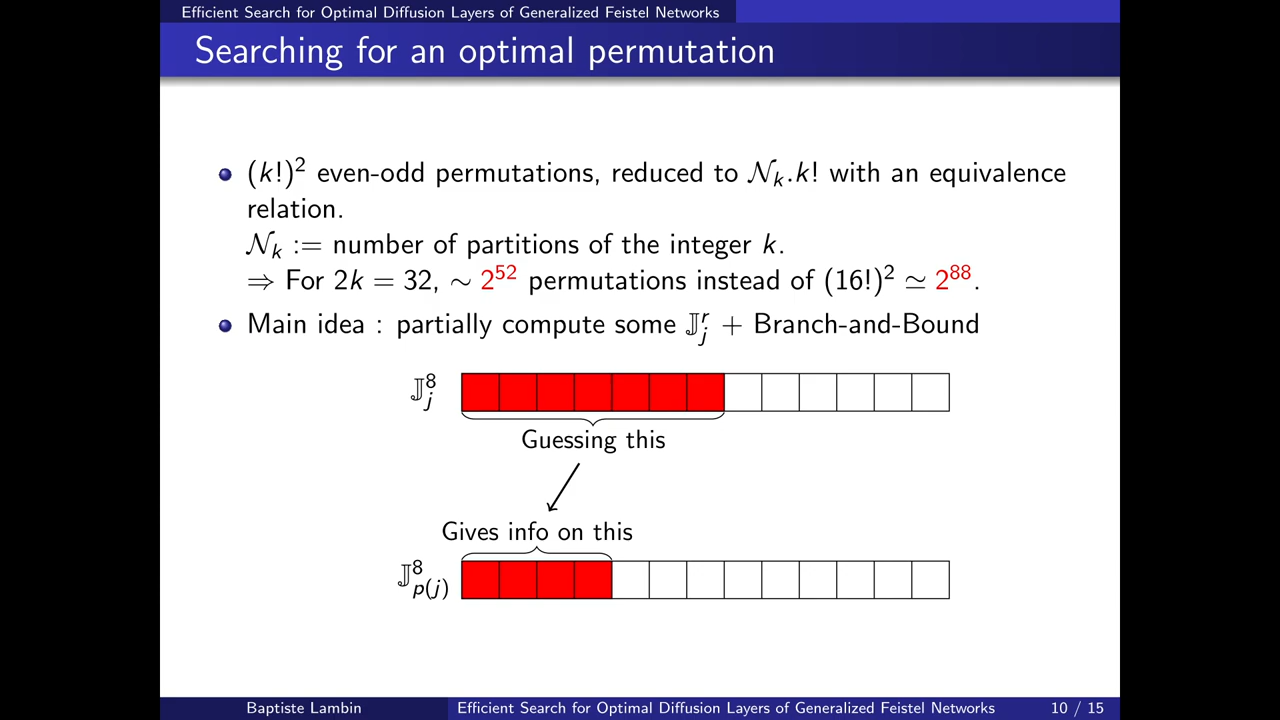 Efficient Search for Optimal Diffusion Layers of Generalized Feistel Networks
Searching for an optimal permutation
(k!)² even-odd permutations, reduced to 𝒩ₖ.k! with an equivalence
relation.
𝒩ₖ := number of partitions of the integer k.
⇒ For 2k = 32, ∼ 2⁵² permutations instead of (16!)² ≃ 2⁸⁸.
Main idea : partially compute some 𝕁ʳⱼ + Branch-and-Bound
𝕁⁸ⱼ
Guessing this
Gives info on this
𝕁⁸₍p(j)₎
Baptiste Lambin Efficient Search for Optimal Diffusion Layers of Generalized Feistel Networks 10 / 15